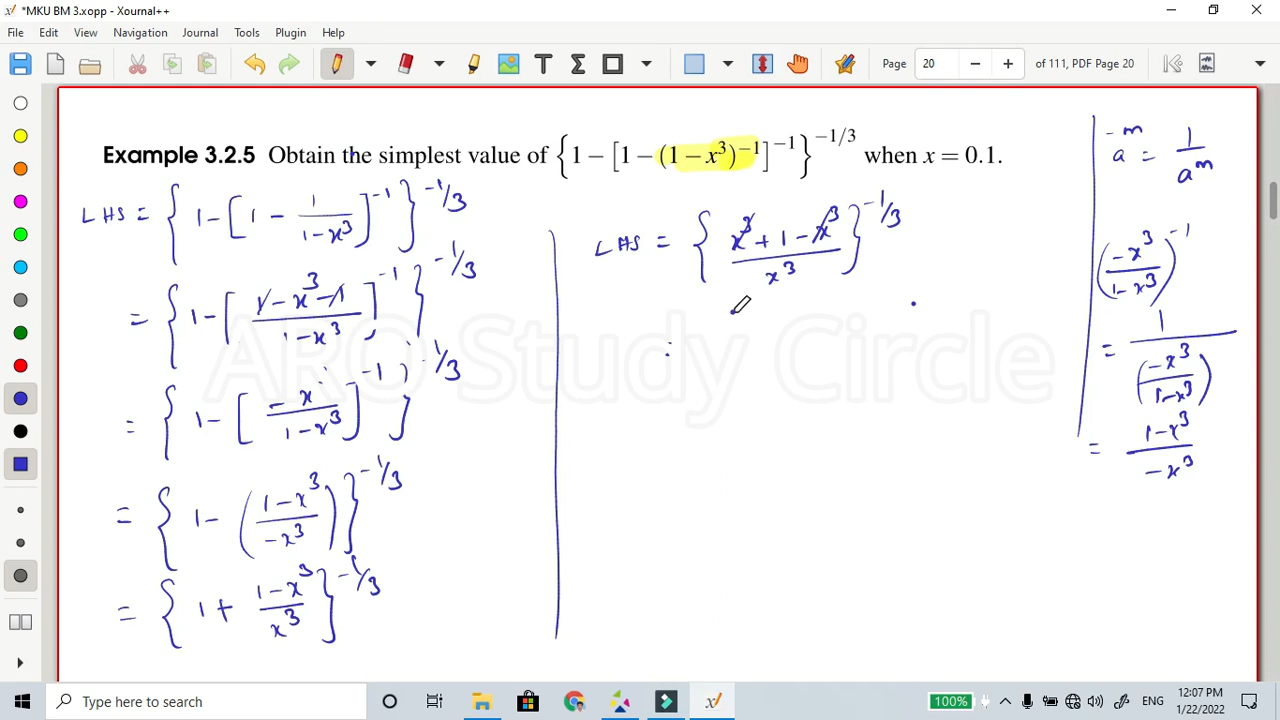 *MKU BM 3.xopp - Xournal++
File Edit View Navigation Journal Tools Plugin Help
Page 20 of 111, PDF Page 20
Example 3.2.5 Obtain the simplest value of {1 − [1 − (1 − x³)⁻¹]⁻¹}^(−1/3) when x = 0.1.
LHS = {1 - [1 - 1/(1-x³)]⁻¹}^(-1/3)
= {1 - [(1-x³-1)/(1-x³)]⁻¹}^(-1/3)
= {1 - [-x/(1-x³)]⁻¹}^(-1/3)
= {1 - ((1-x³)/(-x³))}^(-1/3)
= {1 + (1-x³)/x³}^(-1/3)
LHS = {(x³+1-x³)/x³}^(-1/3)
=
a^(-m) = 1/a^m
((-x³)/(1-x³))⁻¹
= 1/((-x³)/(1-x³))
= (1-x³)/(-x³)
ARO Study Circle
Type here to search
100%
ENG
12:07 PM
1/22/2022